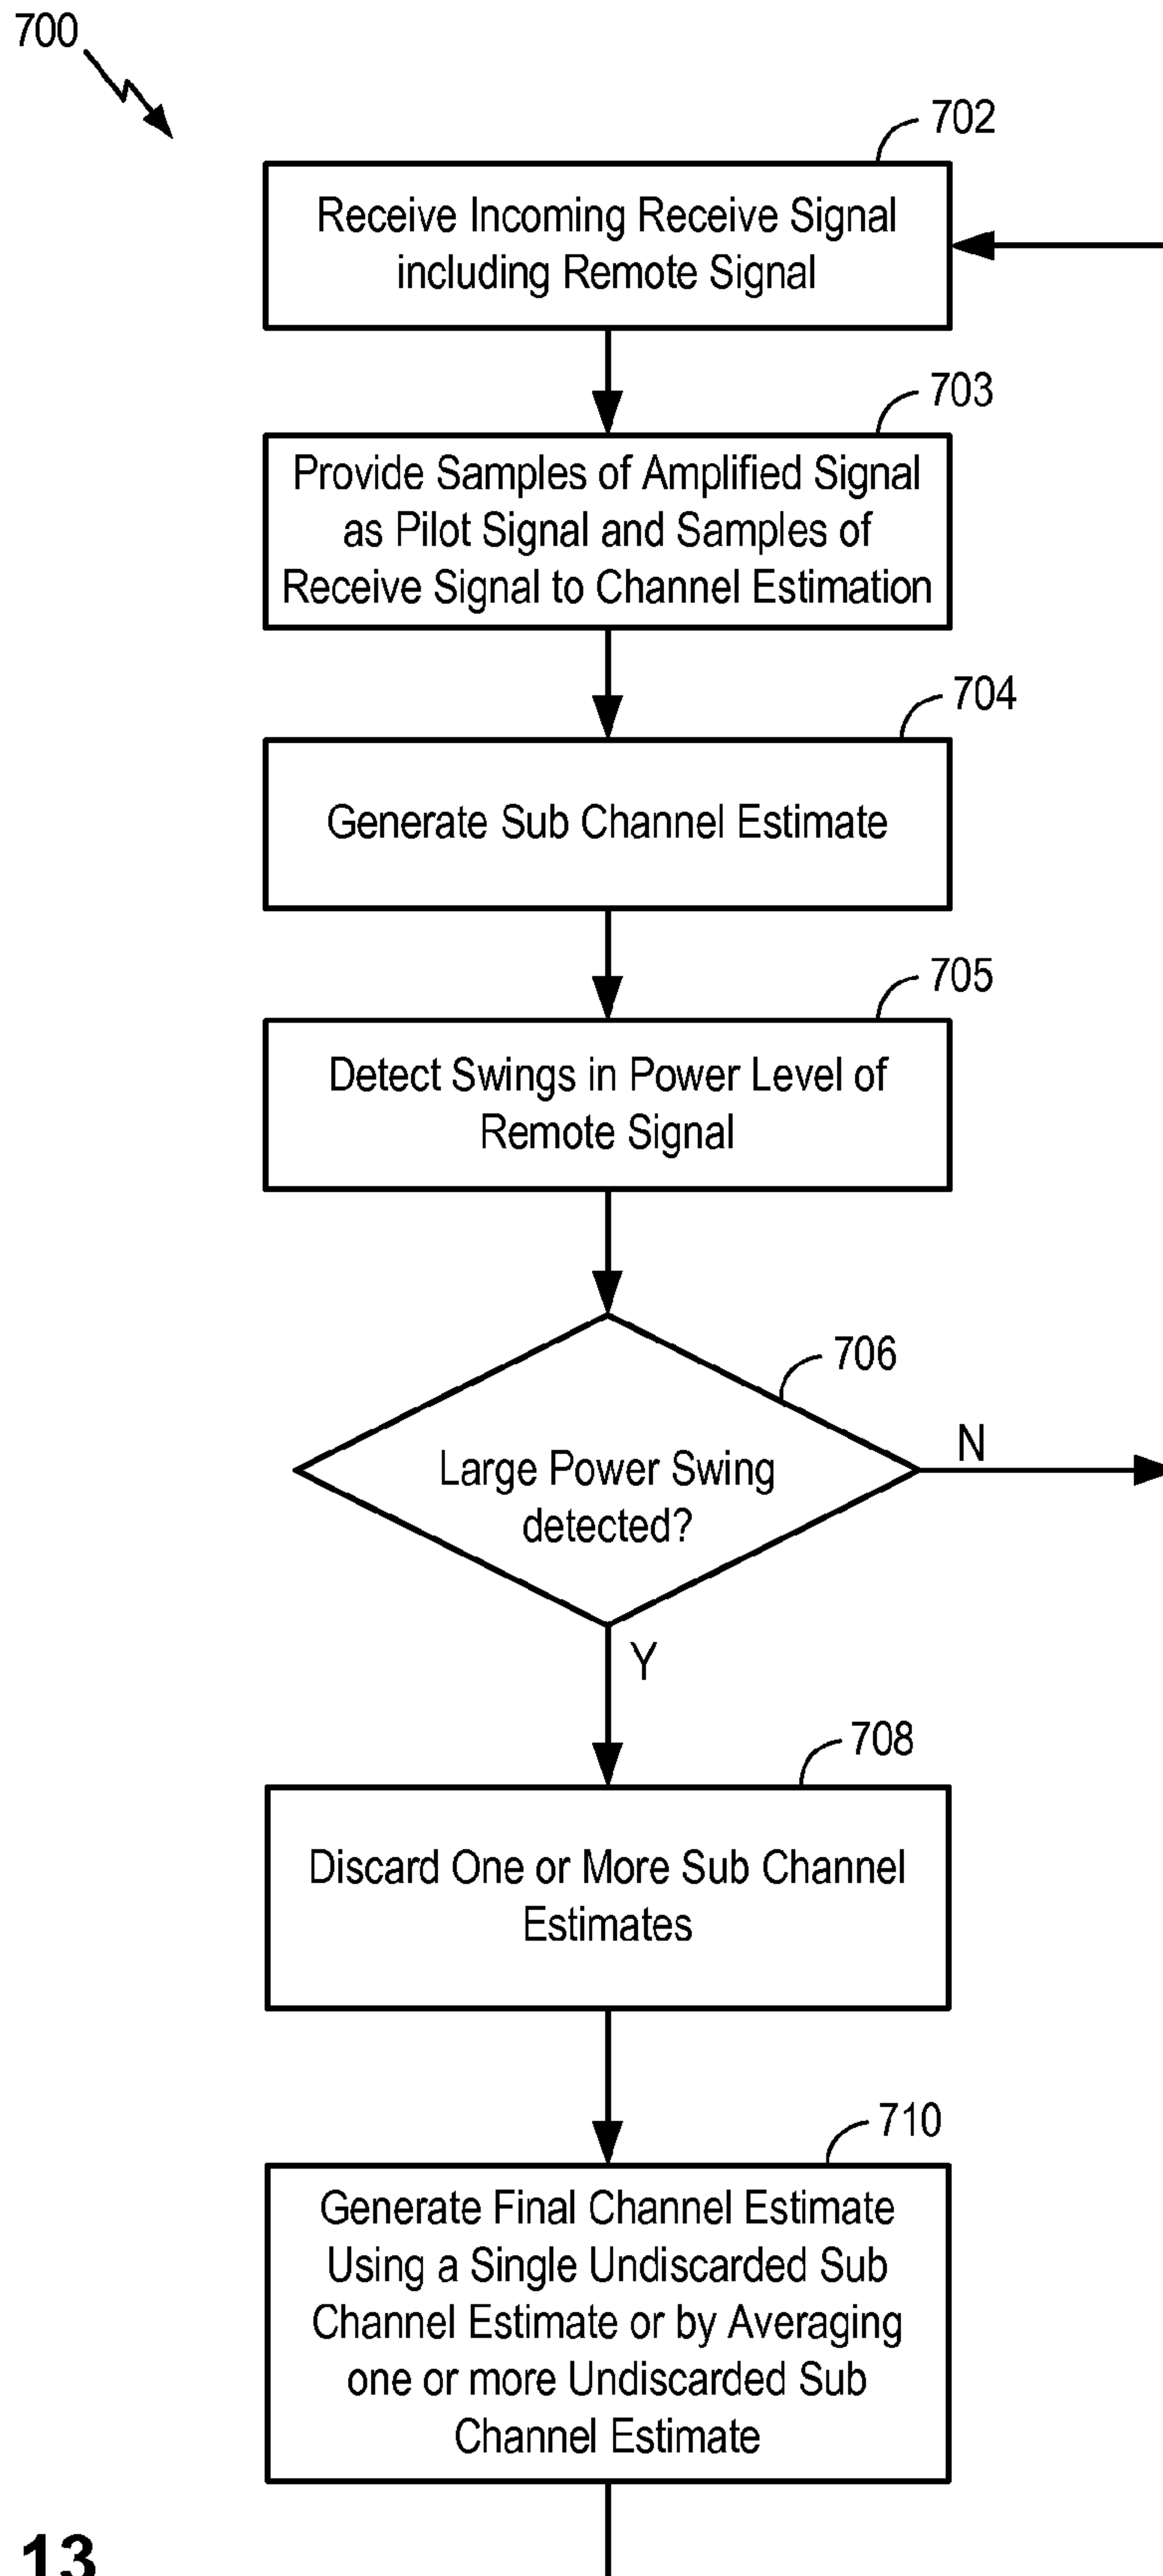 700
702
Receive Incoming Receive Signal
including Remote Signal
703
Provide Samples of Amplified Signal
as Pilot Signal and Samples of
Receive Signal to Channel Estimation
704
Generate Sub Channel Estimate
705
Detect Swings in Power Level of
Remote Signal
706
Large Power Swing
detected?
N
Y
708
Discard One or More Sub Channel
Estimates
710
Generate Final Channel Estimate
Using a Single Undiscarded Sub
Channel Estimate or by Averaging
one or more Undiscarded Sub
Channel Estimate
13